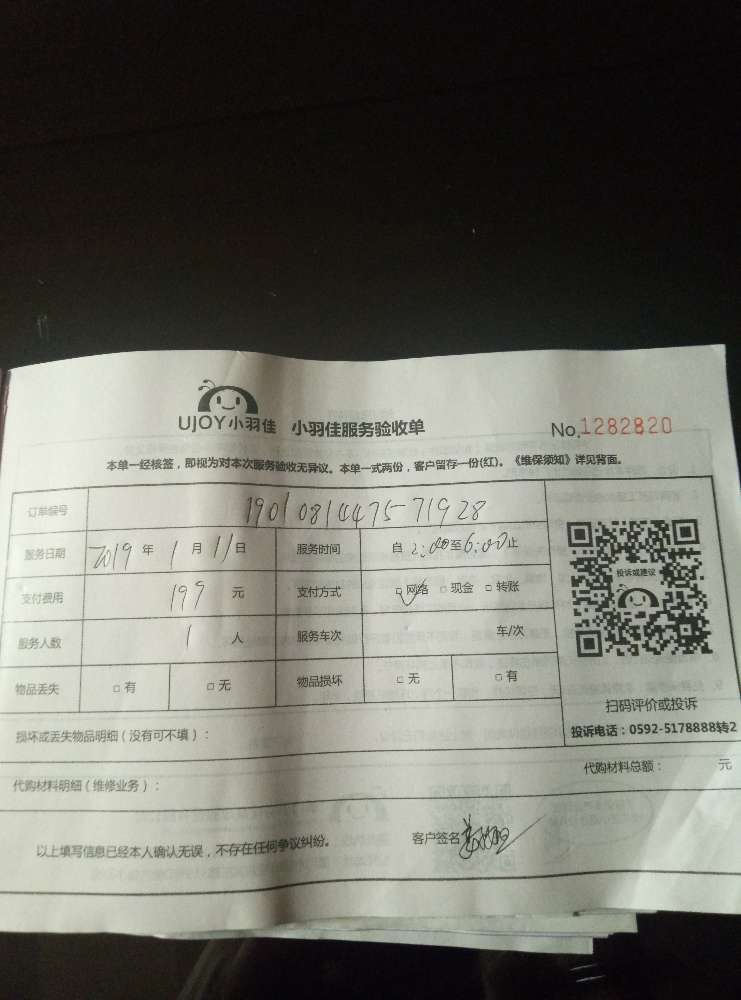 UJOY小羽佳 小羽佳服务验收单 No.1282820
本单一经核签，即视为对本次服务验收无异议。本单一式两份，客户留存一份(红)。《维保须知》详见背面。
订单编号 190108144757 1928
服务日期 2019 年 1 月 11 日 服务时间 自 2:00 至 6:00 止
支付费用 199 元 支付方式 □网络 □现金 □转账
服务人数 1 人 服务车次 车/次
物品丢失 □有 □无 物品损坏 □无 □有
投诉或建议
扫码评价或投诉
投诉电话：0592-5178888转2
损坏或丢失物品明细（没有可不填）：
代购材料明细（维修业务）： 代购材料总额： 元
以上填写信息已经本人确认无误，不存在任何争议纠纷。 客户签名